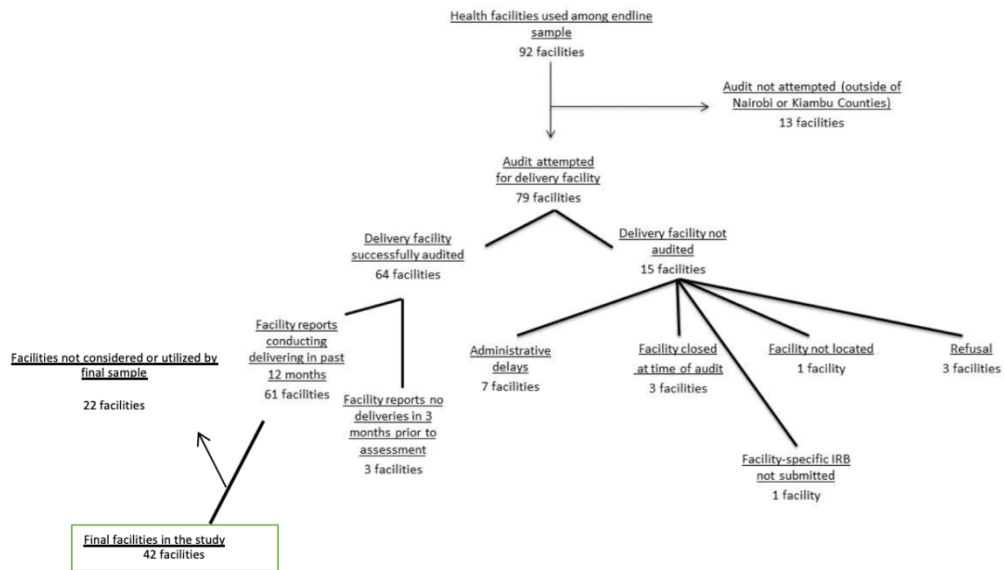 Health facilities used among endline
sample
92 facilities
Audit not attempted (outside of
Nairobi or Kiambu Counties)
13 facilities
Audit attempted
for delivery facility
79 facilities
Delivery facility
successfully audited
64 facilities
Delivery facility not
audited
15 facilities
Facility reports
conducting
delivering in past
12 months
61 facilities
Facilities not considered or utilized by
final sample
22 facilities
Facility reports no
deliveries in 3
months prior to
assessment
3 facilities
Administrative
delays
7 facilities
Facility closed
at time of audit
3 facilities
Facility not located
1 facility
Refusal
3 facilities
Facility-specific IRB
not submitted
1 facility
Final facilities in the study
42 facilities